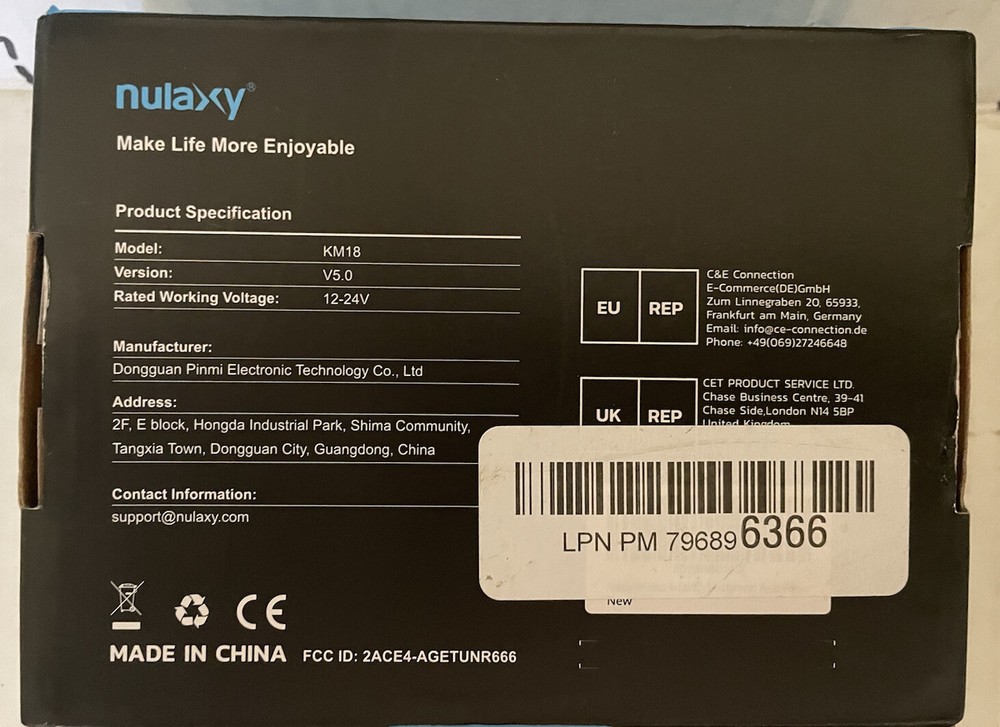 nulaxy®
Make Life More Enjoyable
Product Specification
Model: KM18
Version: V5.0
Rated Working Voltage: 12-24V
Manufacturer:
Dongguan Pinmi Electronic Technology Co., Ltd
Address:
2F, E block, Hongda Industrial Park, Shima Community,
Tangxia Town, Dongguan City, Guangdong, China
Contact Information:
support@nulaxy.com
CE
MADE IN CHINA FCC ID: 2ACE4-AGETUNR666
EU REP
C&E Connection
E-Commerce(DE)GmbH
Zum Linnegraben 20, 65933,
Frankfurt am Main, Germany
Email: info@ce-connection.de
Phone: +49(069)27246648
UK REP
CET PRODUCT SERVICE LTD.
Chase Business Centre, 39-41
Chase Side,London N14 5BP
United Kingdom
LPN PM 796896366
New